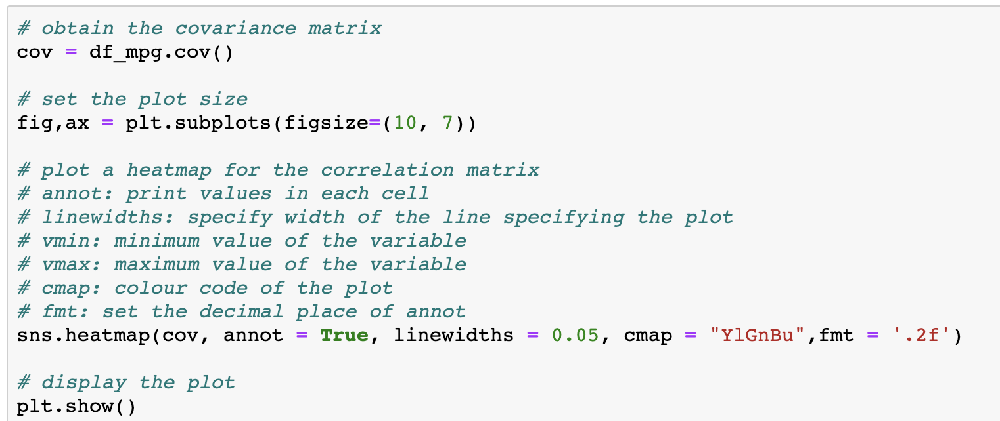 # obtain the covariance matrix
cov = df_mpg.cov()
# set the plot size
fig,ax = plt.subplots(figsize=(10, 7))
# plot a heatmap for the correlation matrix
# annot: print values in each cell
# linewidths: specify width of the line specifying the plot
# vmin: minimum value of the variable
# vmax: maximum value of the variable
# cmap: colour code of the plot
# fmt: set the decimal place of annot
sns.heatmap(cov, annot = True, linewidths = 0.05, cmap = "YlGnBu",fmt = '.2f')
# display the plot
plt.show()